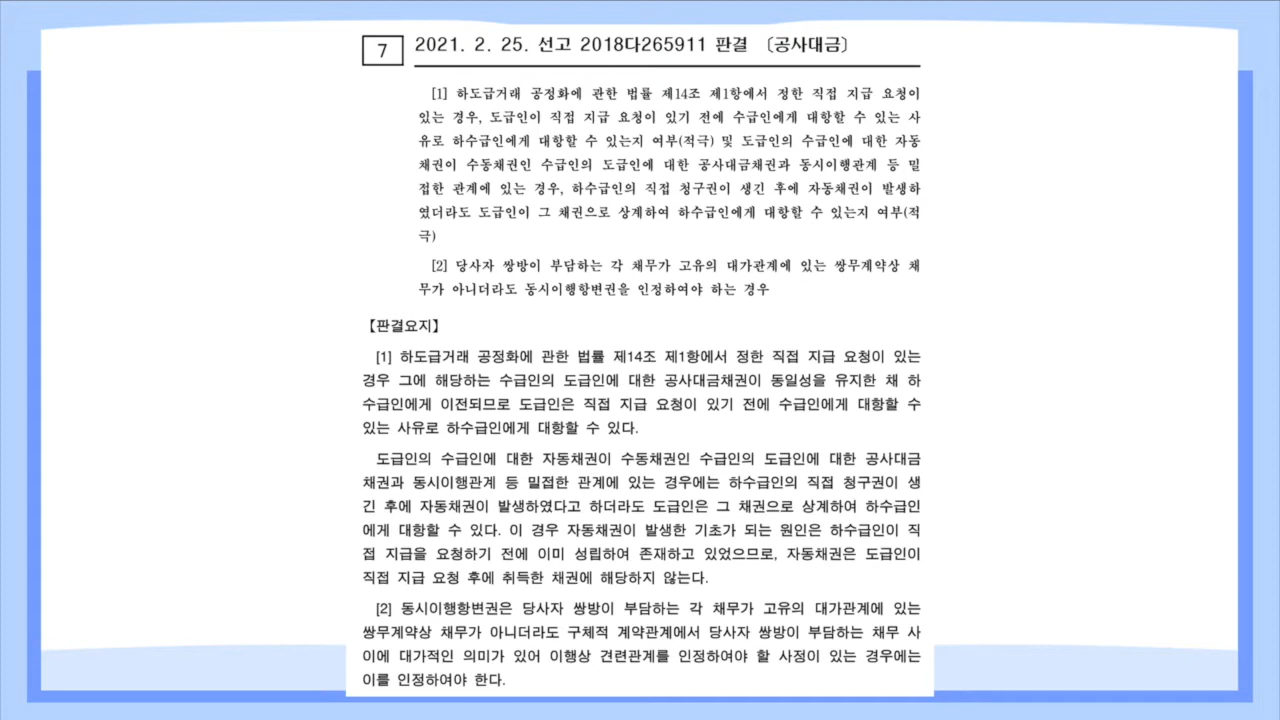 7
2021. 2. 25. 선고 2018다265911 판결 〔공사대금〕
[1] 하도급거래 공정화에 관한 법률 제14조 제1항에서 정한 직접 지급 요청이
있는 경우, 도급인이 직접 지급 요청이 있기 전에 수급인에게 대항할 수 있는 사
유로 하수급인에게 대항할 수 있는지 여부(적극) 및 도급인의 수급인에 대한 자동
채권이 수동채권인 수급인의 도급인에 대한 공사대금채권과 동시이행관계 등 밀
접한 관계에 있는 경우, 하수급인의 직접 청구권이 생긴 후에 자동채권이 발생하
였더라도 도급인이 그 채권으로 상계하여 하수급인에게 대항할 수 있는지 여부(적
극)
[2] 당사자 쌍방이 부담하는 각 채무가 고유의 대가관계에 있는 쌍무계약상 채
무가 아니더라도 동시이행항변권을 인정하여야 하는 경우
【판결요지】
[1] 하도급거래 공정화에 관한 법률 제14조 제1항에서 정한 직접 지급 요청이 있는
경우 그에 해당하는 수급인의 도급인에 대한 공사대금채권이 동일성을 유지한 채 하
수급인에게 이전되므로 도급인은 직접 지급 요청이 있기 전에 수급인에게 대항할 수
있는 사유로 하수급인에게 대항할 수 있다.
도급인의 수급인에 대한 자동채권이 수동채권인 수급인의 도급인에 대한 공사대금
채권과 동시이행관계 등 밀접한 관계에 있는 경우에는 하수급인의 직접 청구권이 생
긴 후에 자동채권이 발생하였다고 하더라도 도급인은 그 채권으로 상계하여 하수급인
에게 대항할 수 있다. 이 경우 자동채권이 발생한 기초가 되는 원인은 하수급인이 직
접 지급을 요청하기 전에 이미 성립하여 존재하고 있었으므로, 자동채권은 도급인이
직접 지급 요청 후에 취득한 채권에 해당하지 않는다.
[2] 동시이행항변권은 당사자 쌍방이 부담하는 각 채무가 고유의 대가관계에 있는
쌍무계약상 채무가 아니더라도 구체적 계약관계에서 당사자 쌍방이 부담하는 채무 사
이에 대가적인 의미가 있어 이행상 견련관계를 인정하여야 할 사정이 있는 경우에는
이를 인정하여야 한다.